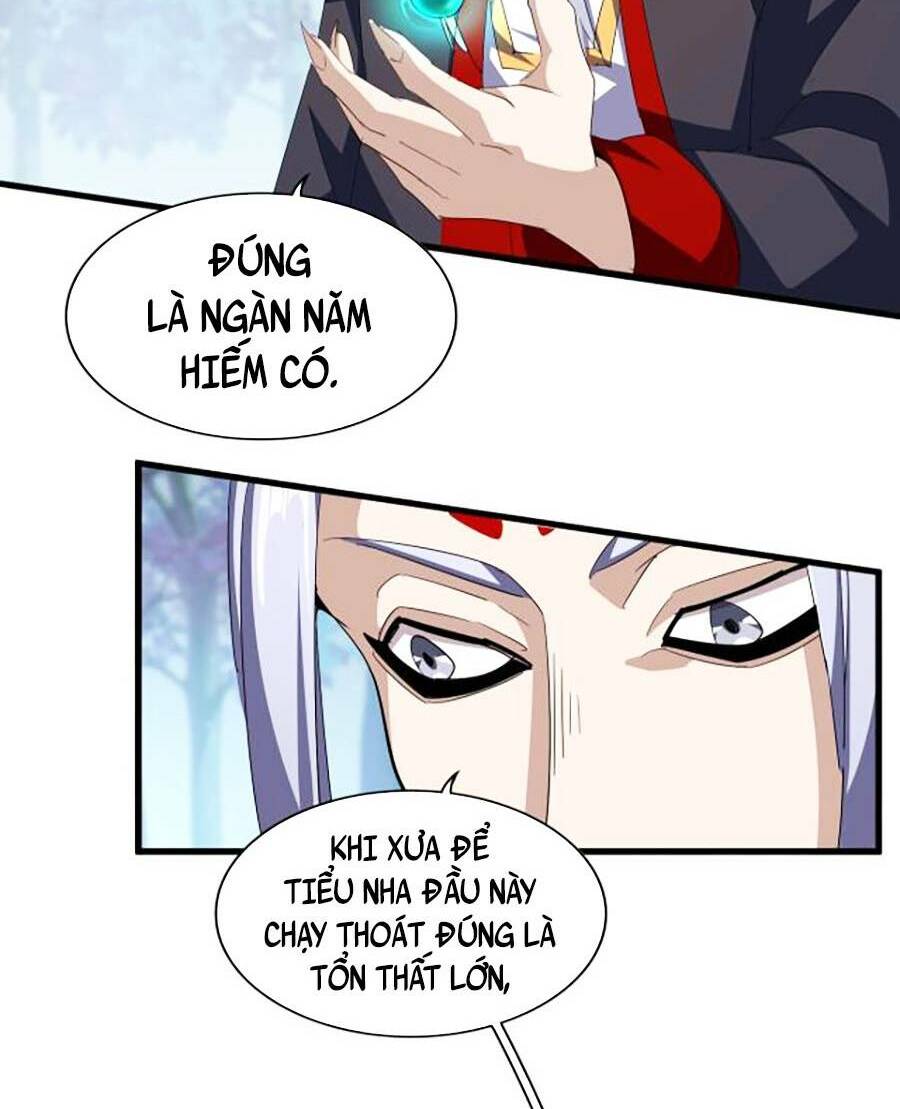 ĐÚNG
LÀ NGÀN NĂM
HIẾM CÓ.
KHI XƯA ĐỂ
TIỂU NHA ĐẦU NÀY
CHẠY THOÁT ĐÚNG LÀ
TỔN THẤT LỚN,